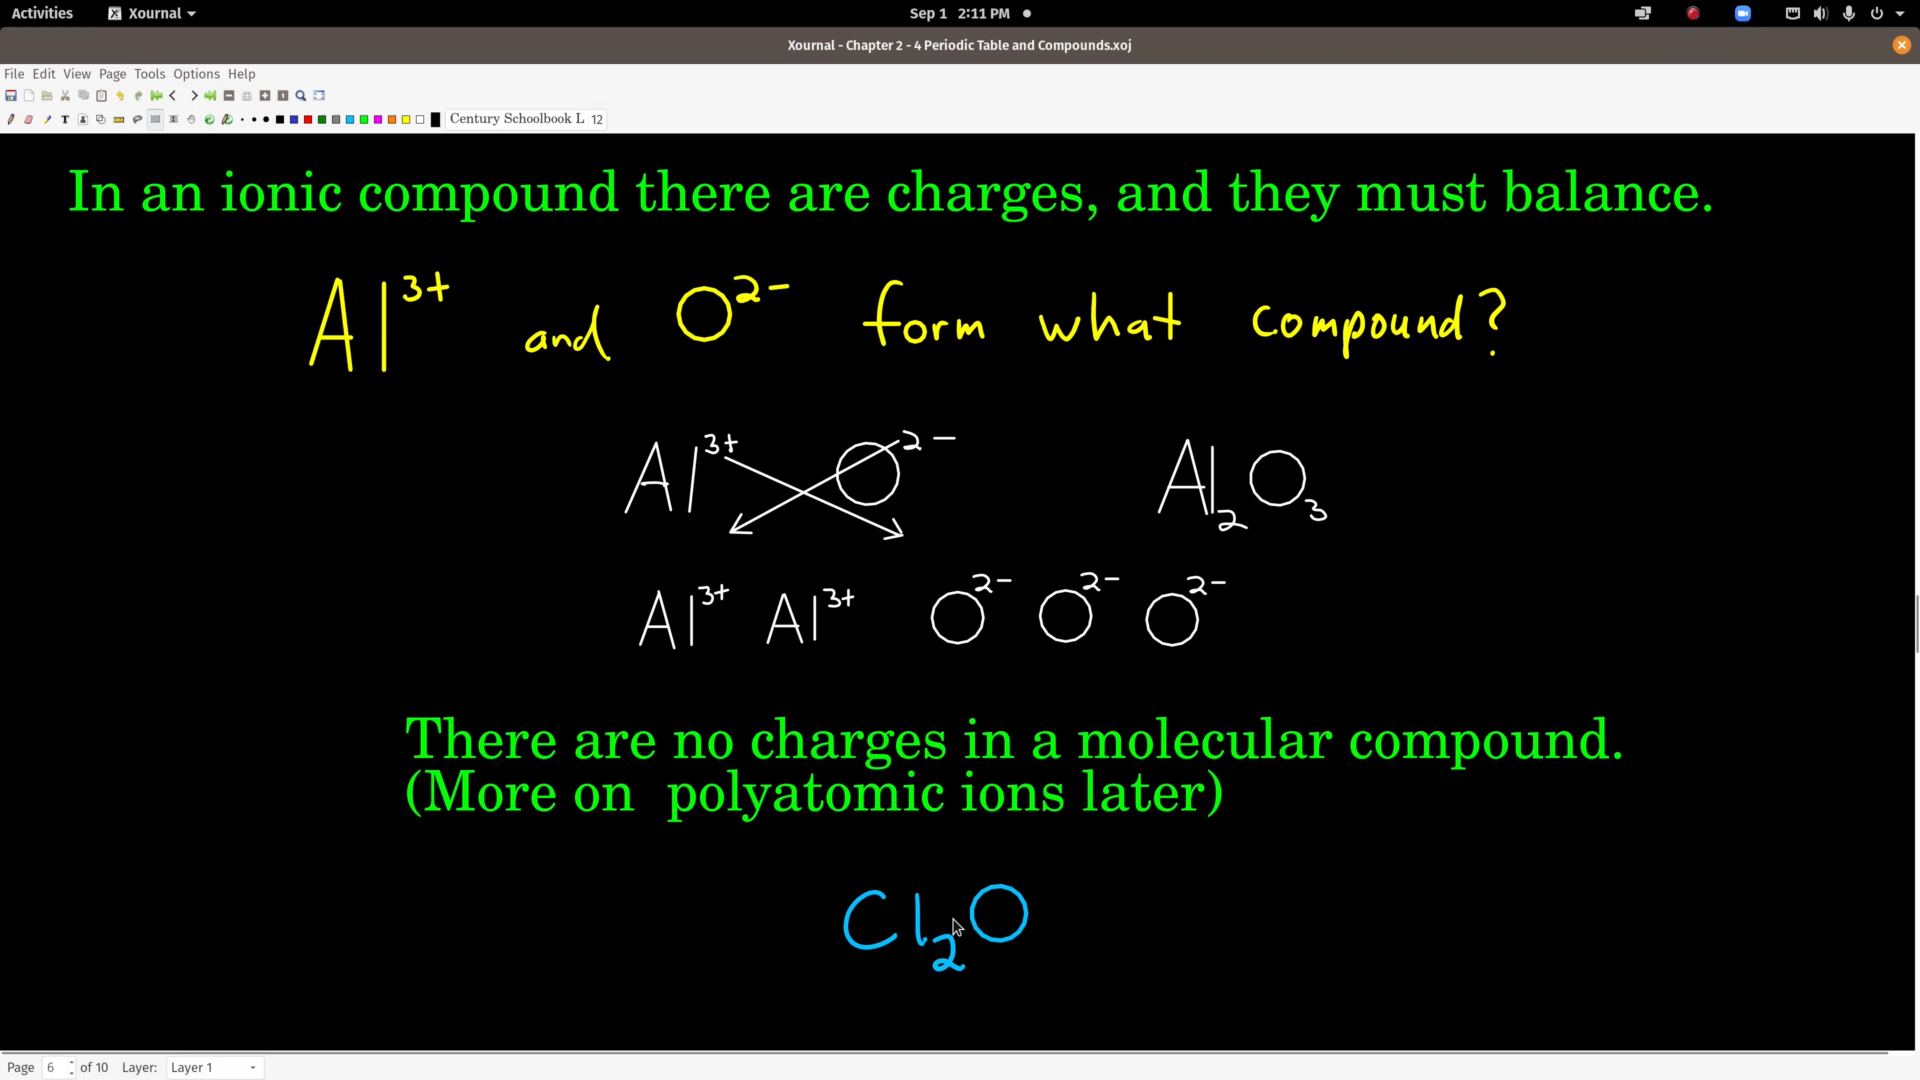 Activities Xournal Sep 1 2:11 PM
Xournal - Chapter 2 - 4 Periodic Table and Compounds.xoj
File Edit View Page Tools Options Help
Century Schoolbook L 12
In an ionic compound there are charges, and they must balance.
Al³⁺ and O²⁻ form what compound?
Al³⁺ O²⁻ Al₂O₃
Al³⁺ Al³⁺ O²⁻ O²⁻ O²⁻
There are no charges in a molecular compound.
(More on polyatomic ions later)
Cl₂O
Page 6 of 10 Layer: Layer 1